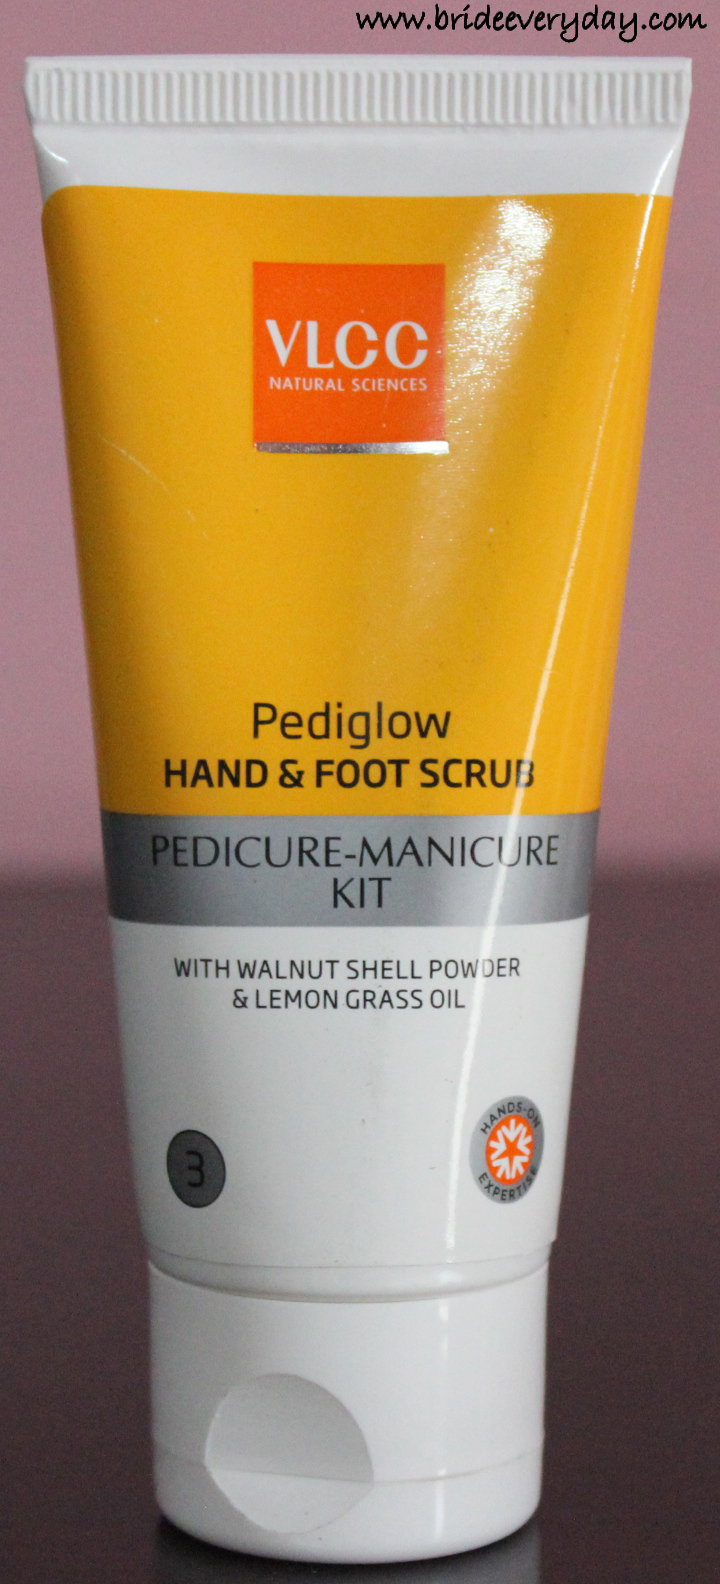 www.brideeveryday.com
VLCC
NATURAL SCIENCES
Pediglow
HAND & FOOT SCRUB
PEDICURE-MANICURE
KIT
WITH WALNUT SHELL POWDER
& LEMON GRASS OIL
3
HANDS-ON
EXPERTISE